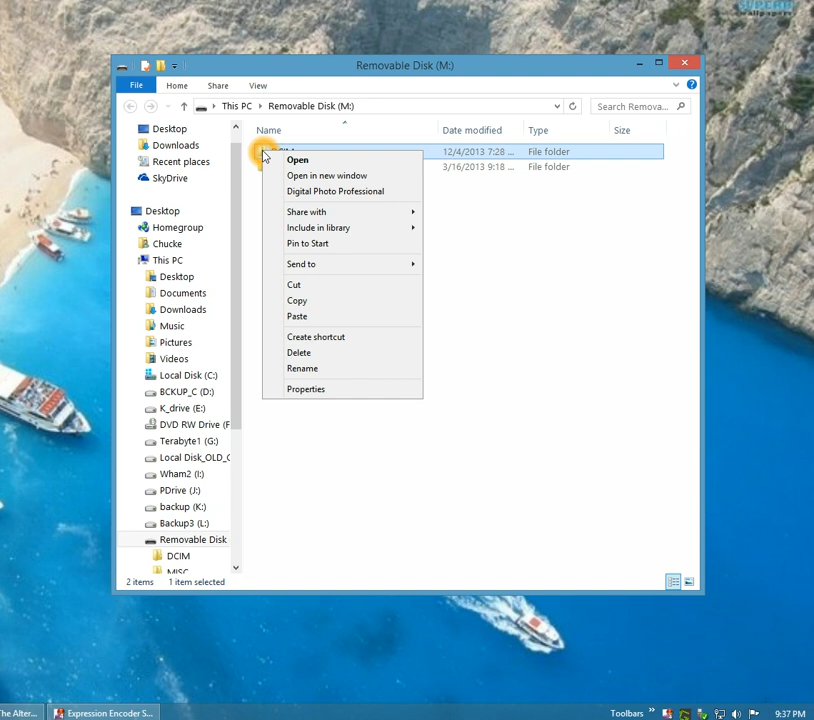 Removable Disk (M:)
File Home Share View
This PC Removable Disk (M:) Search Remova...
Name Date modified Type Size
12/4/2013 7:28 ... File folder
3/16/2013 9:18 ... File folder
Open
Open in new window
Digital Photo Professional
Share with
Include in library
Pin to Start
Send to
Cut
Copy
Paste
Create shortcut
Delete
Rename
Properties
Desktop
Downloads
Recent places
SkyDrive
Desktop
Homegroup
Chucke
This PC
Desktop
Documents
Downloads
Music
Pictures
Videos
Local Disk (C:)
BCKUP_C (D:)
K_drive (E:)
DVD RW Drive (F
Terabyte1 (G:)
Local Disk_OLD_C
Wham2 (I:)
PDrive (J:)
backup (K:)
Backup3 (L:)
Removable Disk
DCIM
MISC
2 items 1 item selected
The Alter... Expression Encoder S... Toolbars » 9:37 PM